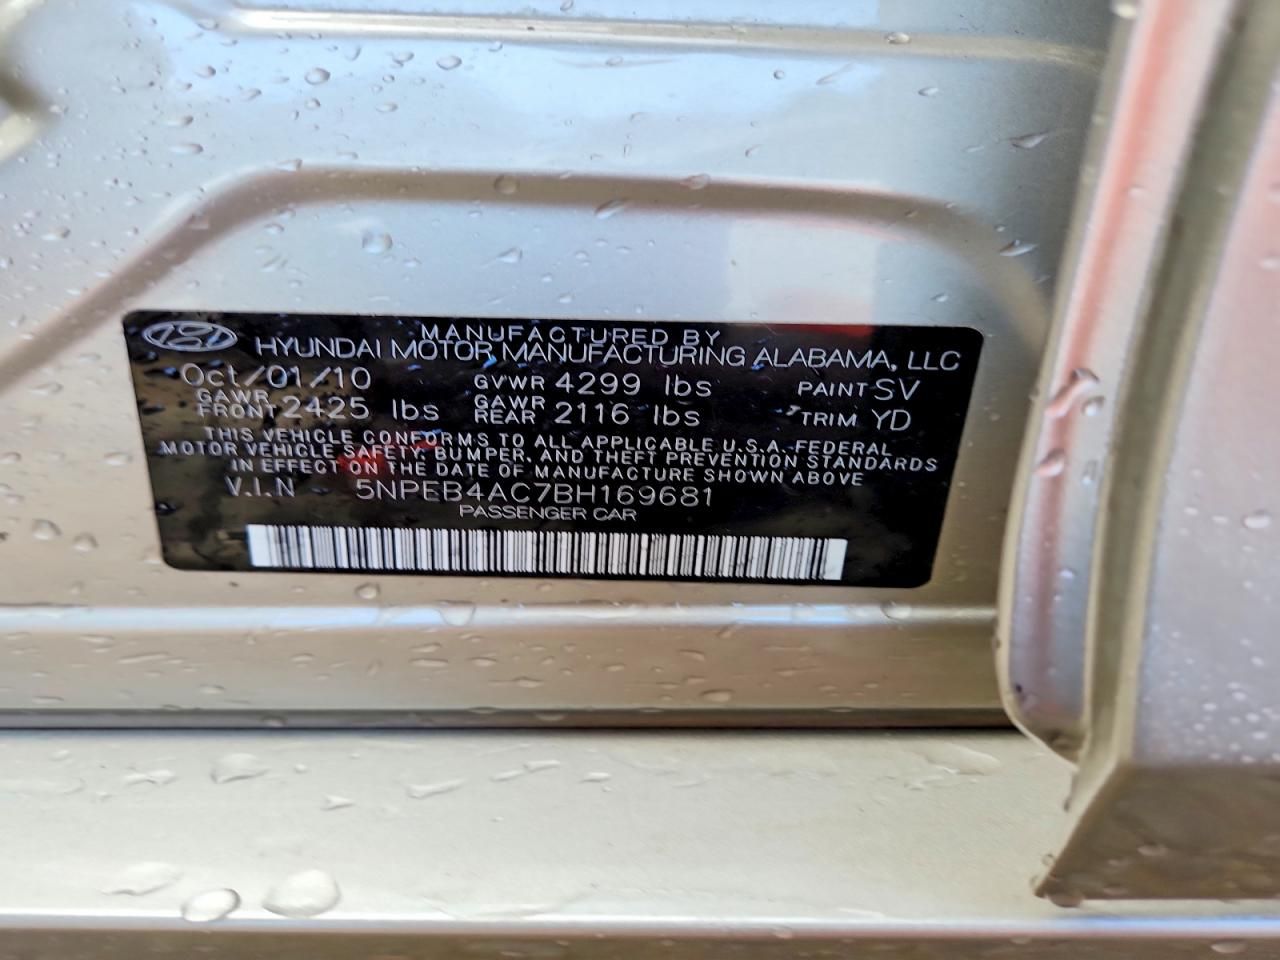 MANUFACTURED BY
HYUNDAI MOTOR MANUFACTURING ALABAMA, LLC
Oct/01/10 GVWR 4299 lbs PAINT SV
GAWR FRONT 2425 lbs GAWR REAR 2116 lbs TRIM YD
THIS VEHICLE CONFORMS TO ALL APPLICABLE U.S.A. FEDERAL
MOTOR VEHICLE SAFETY, BUMPER, AND THEFT PREVENTION STANDARDS
IN EFFECT ON THE DATE OF MANUFACTURE SHOWN ABOVE
V.I.N 5NPEB4AC7BH169681
PASSENGER CAR